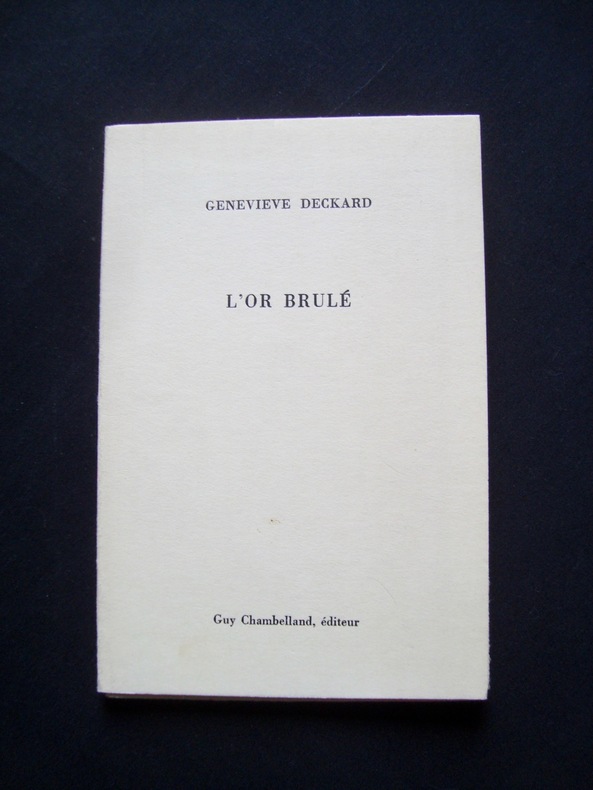 GENEVIEVE DECKARD
L'OR BRULÉ
Guy Chambelland, éditeur